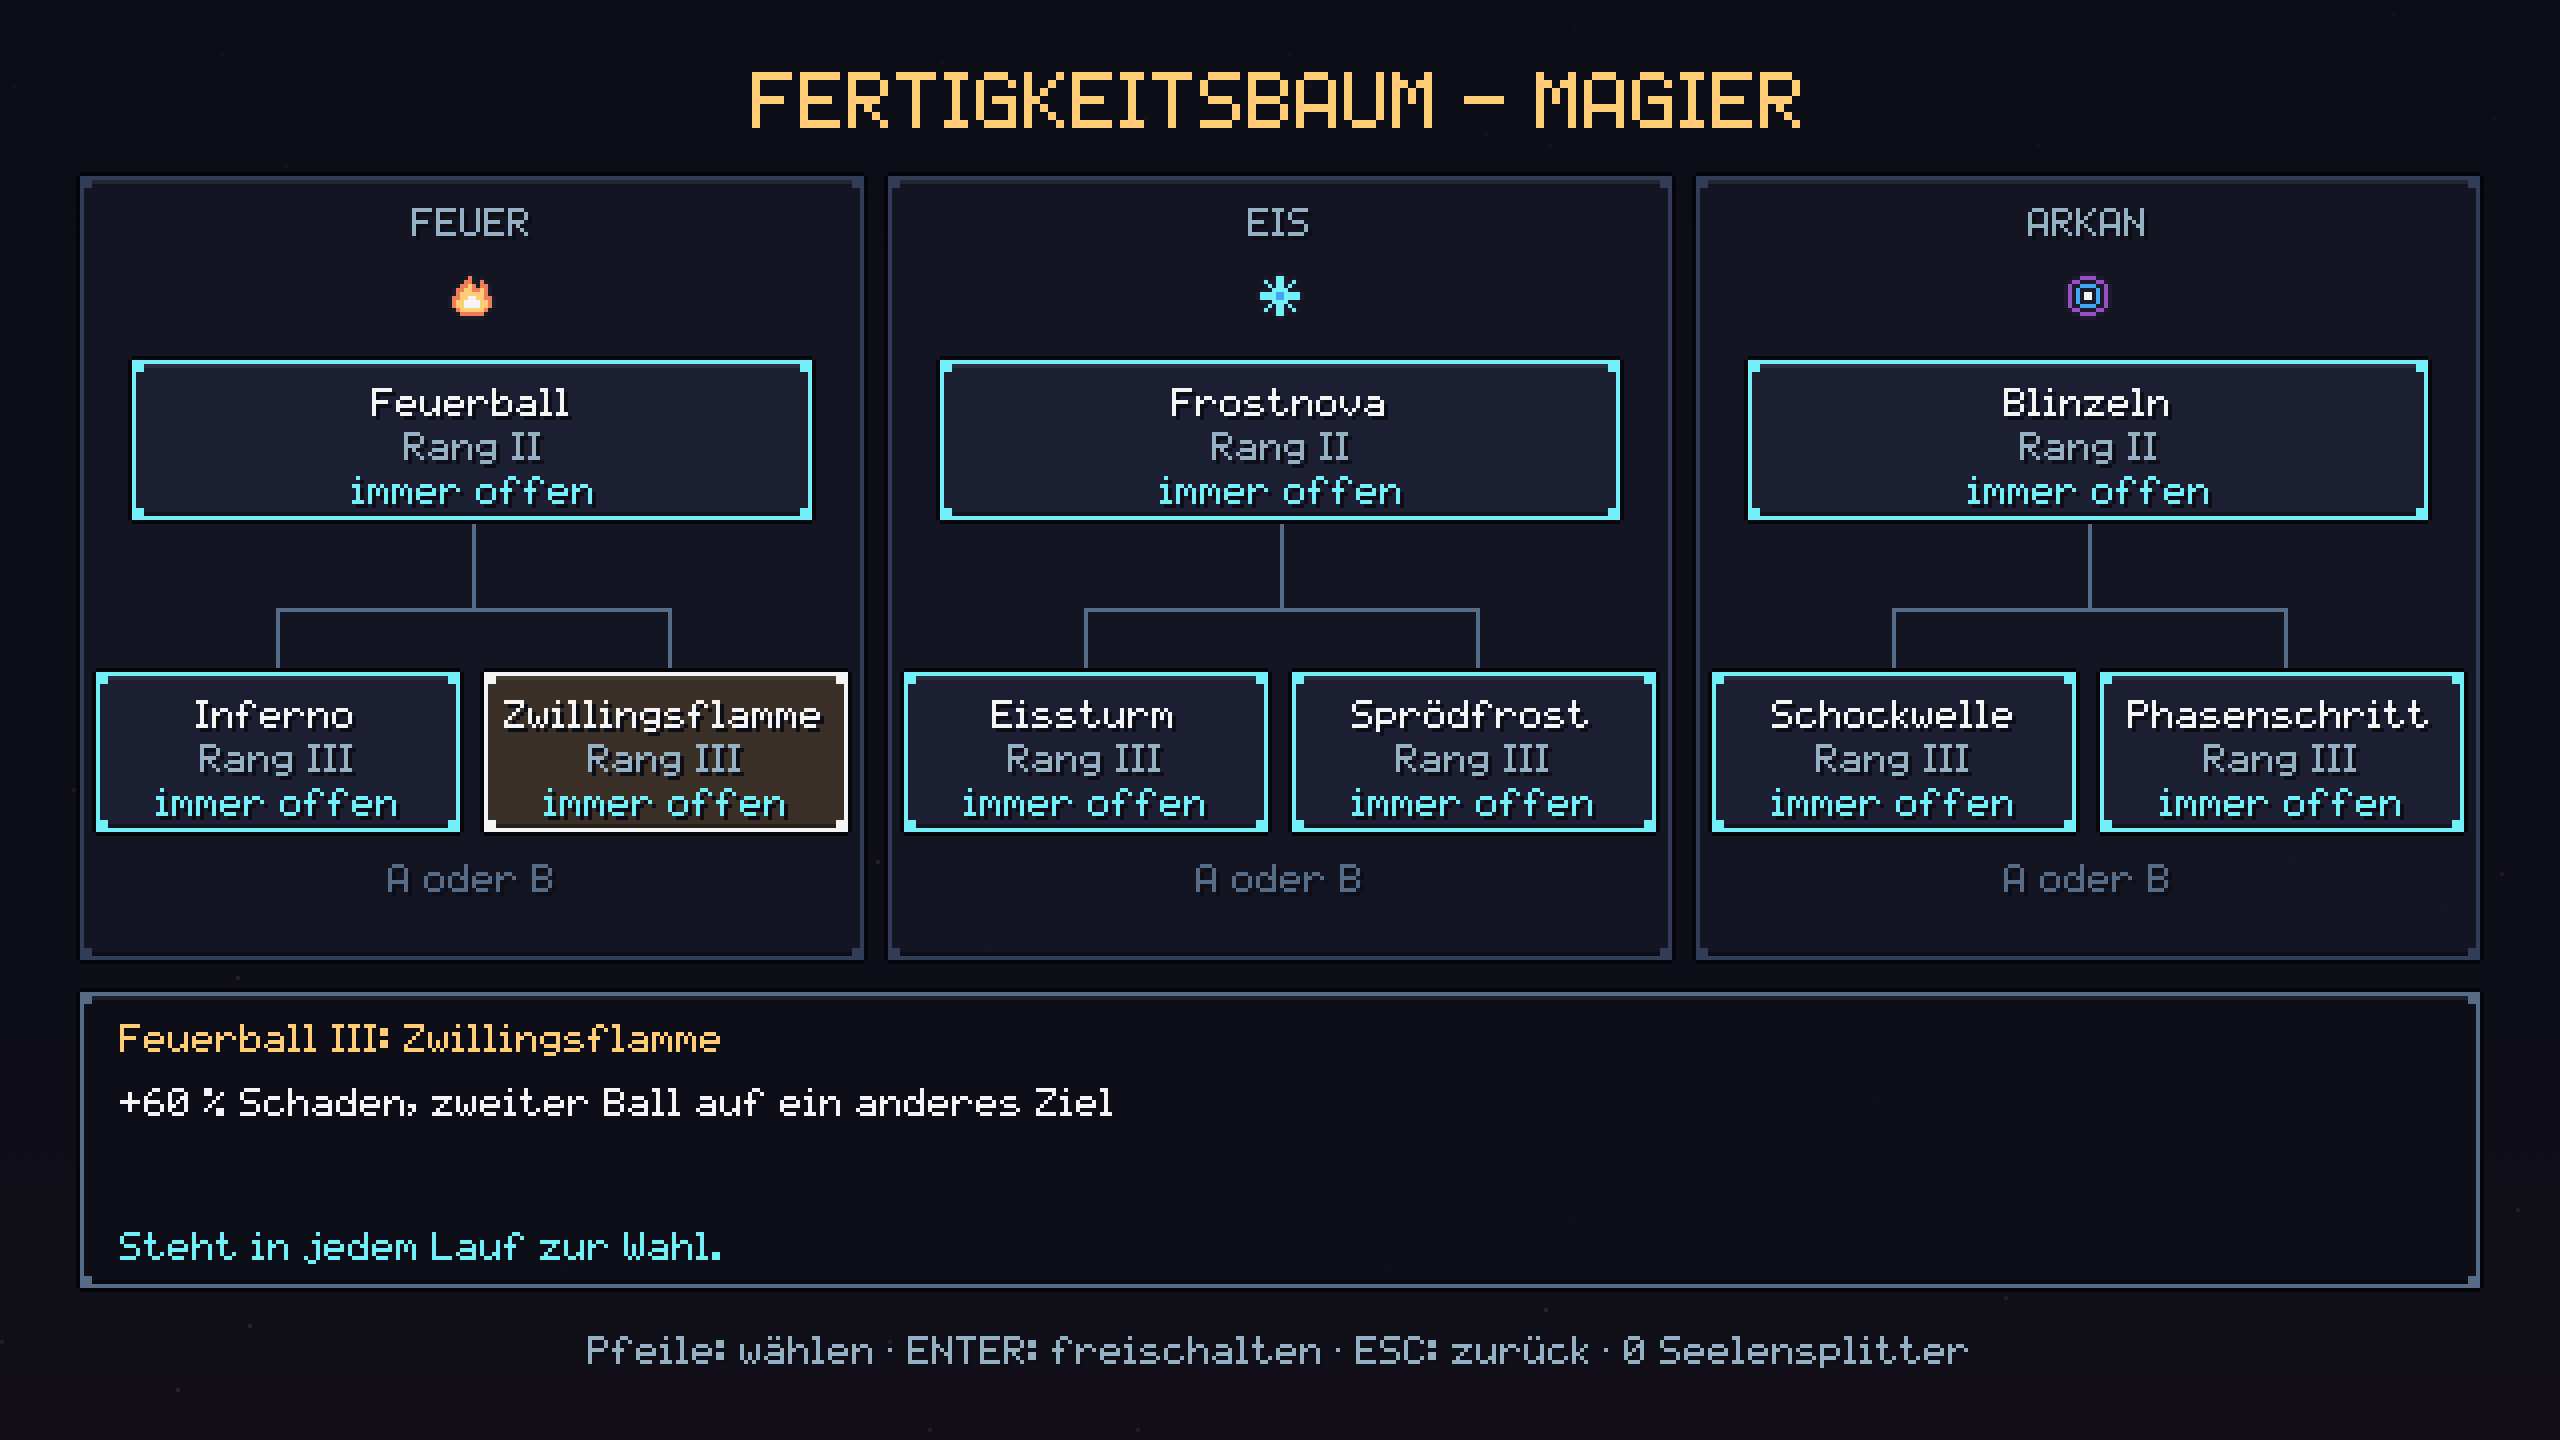 FERTIGKEITSBAUM – MAGIER
FEUER
Feuerball
Rang II
immer offen
Inferno
Rang III
immer offen
Zwillingsflamme
Rang III
immer offen
A oder B
EIS
Frostnova
Rang II
immer offen
Eissturm
Rang III
immer offen
Sprödfrost
Rang III
immer offen
A oder B
ARKAN
Blinzeln
Rang II
immer offen
Schockwelle
Rang III
immer offen
Phasenschritt
Rang III
immer offen
A oder B
Feuerball III: Zwillingsflamme
+60 % Schaden, zweiter Ball auf ein anderes Ziel
Steht in jedem Lauf zur Wahl.
Pfeile: wählen · ENTER: freischalten · ESC: zurück · 0 Seelensplitter